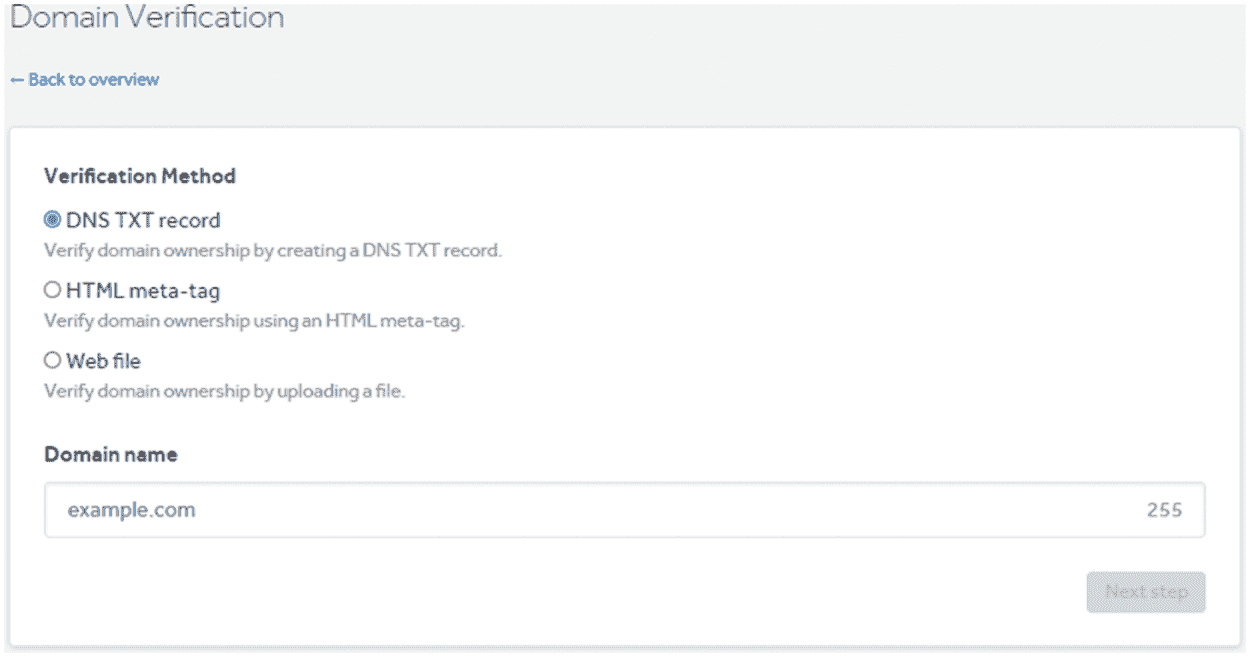 Domain Verification
← Back to overview
Verification Method
DNS TXT record
Verify domain ownership by creating a DNS TXT record.
HTML meta-tag
Verify domain ownership using an HTML meta-tag.
Web file
Verify domain ownership by uploading a file.
Domain name
example.com 255
Next step